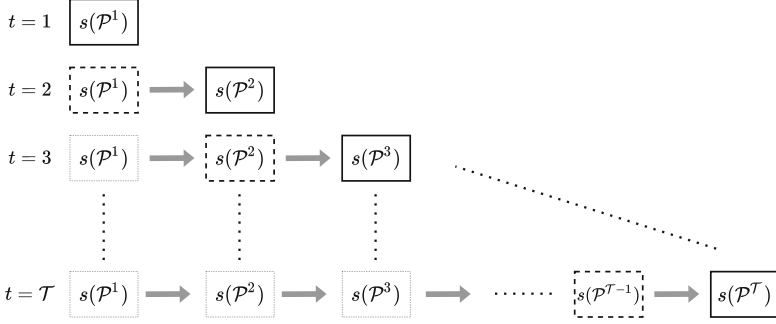 t = 1 s(𝒫¹)
t = 2 s(𝒫¹) s(𝒫²)
t = 3 s(𝒫¹) s(𝒫²) s(𝒫³)
t = 𝒯 s(𝒫¹) s(𝒫²) s(𝒫³) s(𝒫^{𝒯−1}) s(𝒫^𝒯)